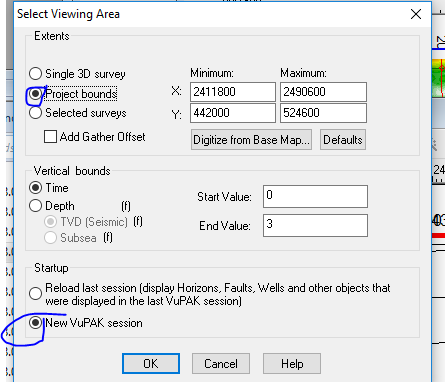 Select Viewing Area
Extents
Single 3D survey
Minimum: Maximum:
Project bounds
X: 2411800 2490600
Selected surveys
Y: 442000 524600
Add Gather Offset
Digitize from Base Map... Defaults
Vertical bounds
Time
Start Value: 0
Depth (f)
TVD (Seismic) (f)
End Value: 3
Subsea (f)
Startup
Reload last session (display Horizons, Faults, Wells and other objects that
were displayed in the last VuPAK session)
New VuPAK session
OK Cancel Help